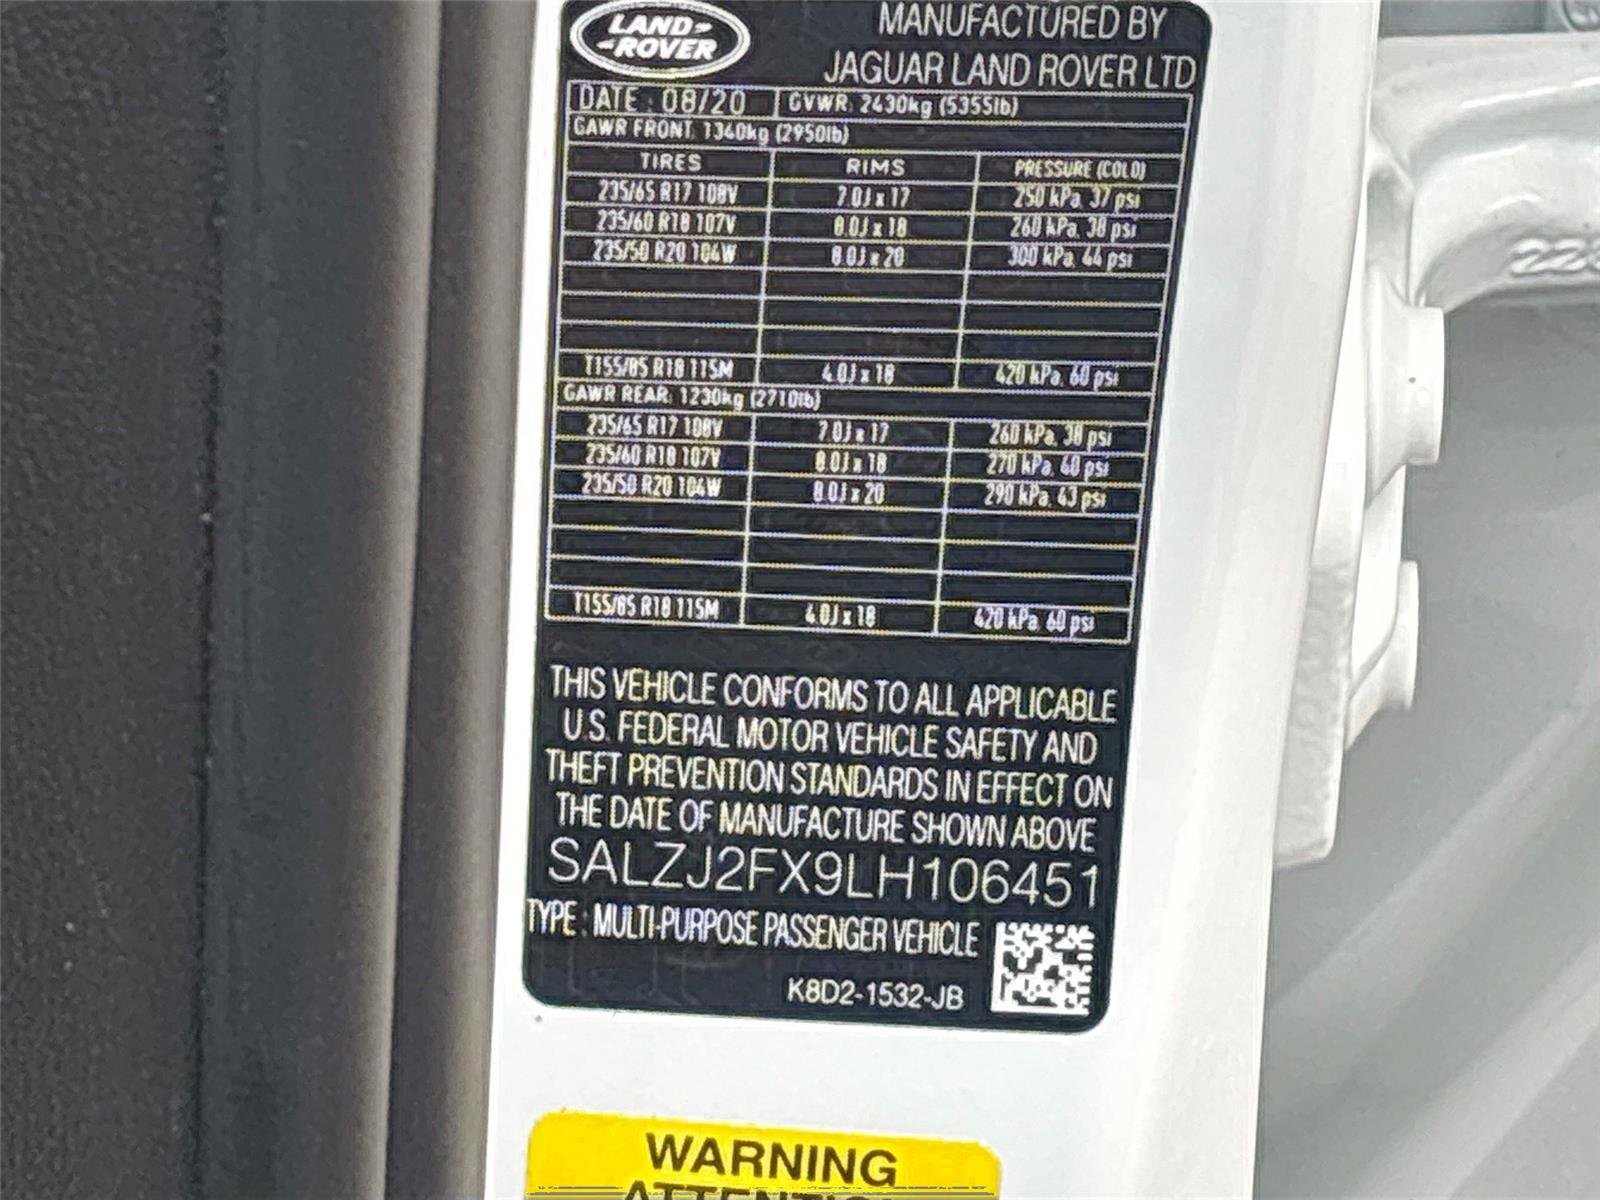 LAND ROVER
MANUFACTURED BY
JAGUAR LAND ROVER LTD
DATE : 08/20 GVWR: 2430kg (5355lb)
GAWR FRONT: 1340kg (2950lb)
TIRES RIMS PRESSURE (COLD)
235/65 R17 108V 7.0J x 17 250 kPa, 37 psi
235/60 R18 107V 8.0J x 18 260 kPa, 38 psi
235/50 R20 104W 8.0J x 20 300 kPa, 44 psi
T155/85 R18 115M 4.0J x 18 420 kPa, 60 psi
GAWR REAR: 1230kg (2710lb)
235/65 R17 108V 7.0J x 17 260 kPa, 38 psi
235/60 R18 107V 8.0J x 18 270 kPa, 40 psi
235/50 R20 104W 8.0J x 20 290 kPa, 43 psi
T155/85 R18 115M 4.0J x 18 420 kPa, 60 psi
THIS VEHICLE CONFORMS TO ALL APPLICABLE
U.S. FEDERAL MOTOR VEHICLE SAFETY AND
THEFT PREVENTION STANDARDS IN EFFECT ON
THE DATE OF MANUFACTURE SHOWN ABOVE
SALZJ2FX9LH106451
TYPE : MULTI-PURPOSE PASSENGER VEHICLE
K8D2-1532-JB
WARNING